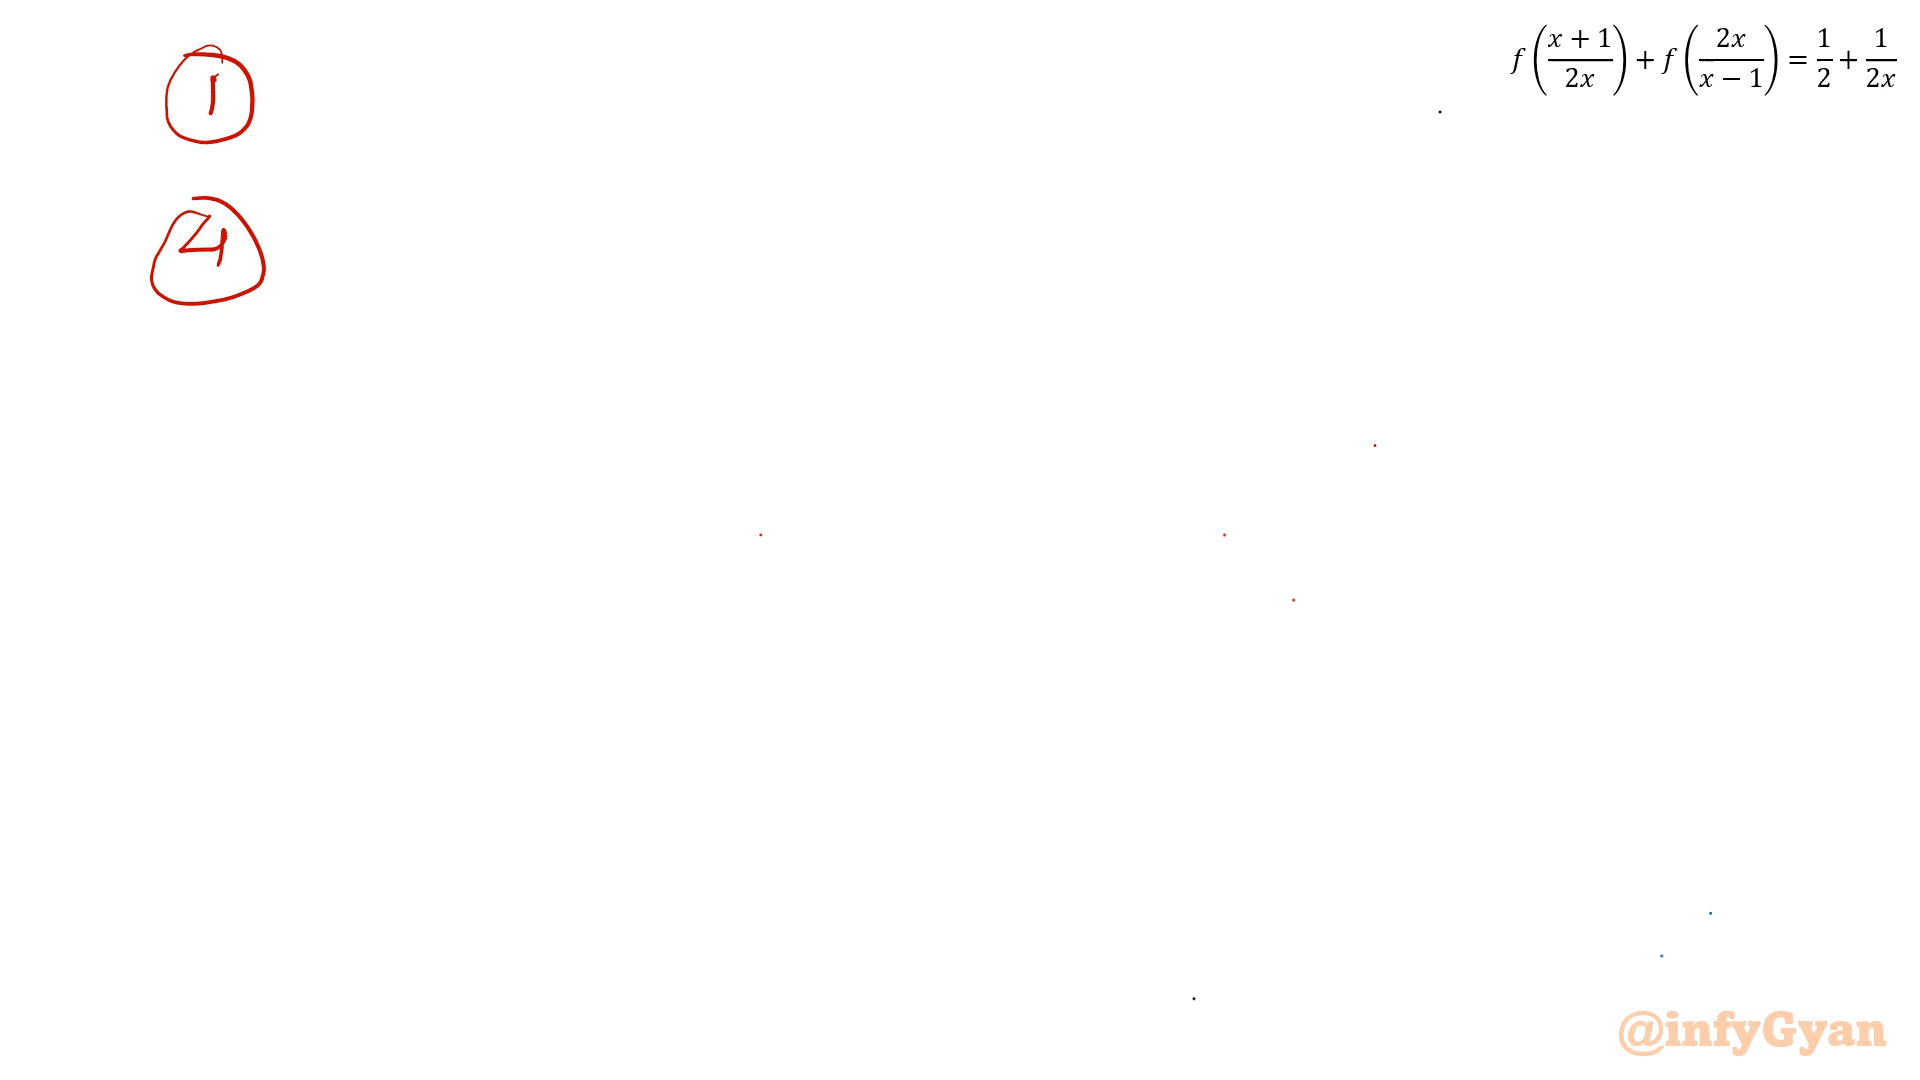 f((x + 1)/(2x)) + f((2x)/(x − 1)) = 1/2 + 1/(2x)
1
4
@infyGyan